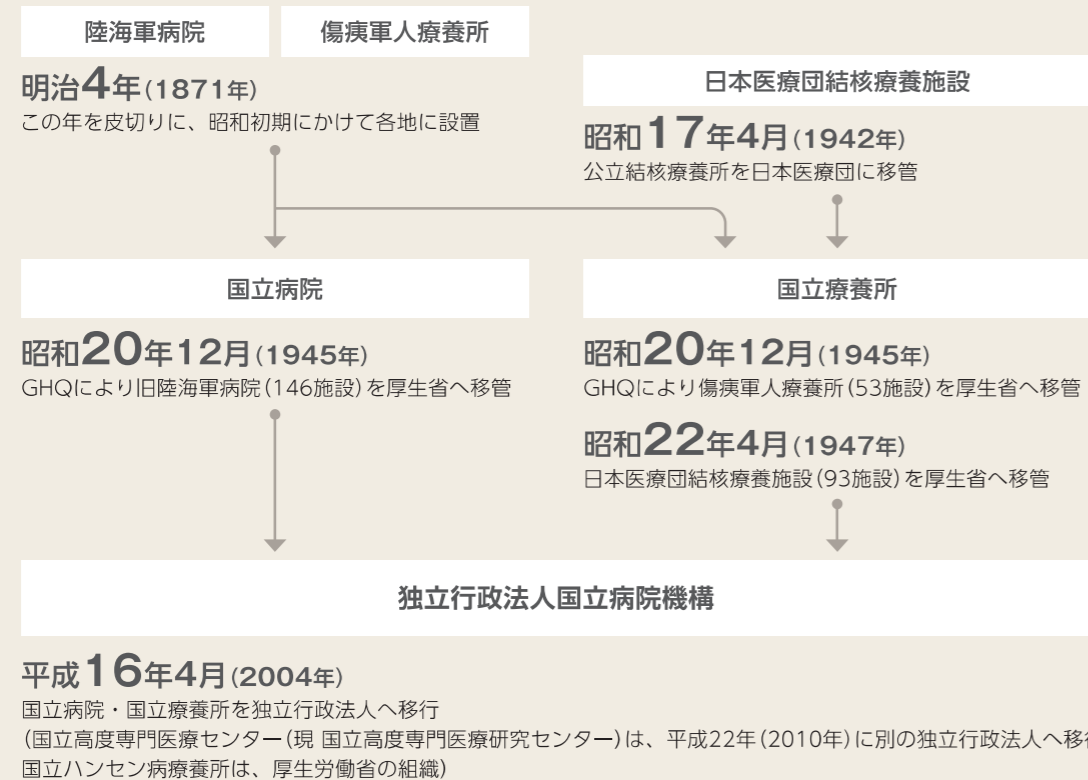 陸海軍病院
傷痍軍人療養所
明治4年(1871年)
この年を皮切りに、昭和初期にかけて各地に設置
日本医療団結核療養施設
昭和17年4月(1942年)
公立結核療養所を日本医療団に移管
国立病院
昭和20年12月(1945年)
GHQにより旧陸海軍病院(146施設)を厚生省へ移管
国立療養所
昭和20年12月(1945年)
GHQにより傷痍軍人療養所(53施設)を厚生省へ移管
昭和22年4月(1947年)
日本医療団結核療養施設(93施設)を厚生省へ移管
独立行政法人国立病院機構
平成16年4月(2004年)
国立病院・国立療養所を独立行政法人へ移行
(国立高度専門医療センター(現 国立高度専門医療研究センター)は、平成22年(2010年)に別の独立行政法人へ移行
国立ハンセン病療養所は、厚生労働省の組織)